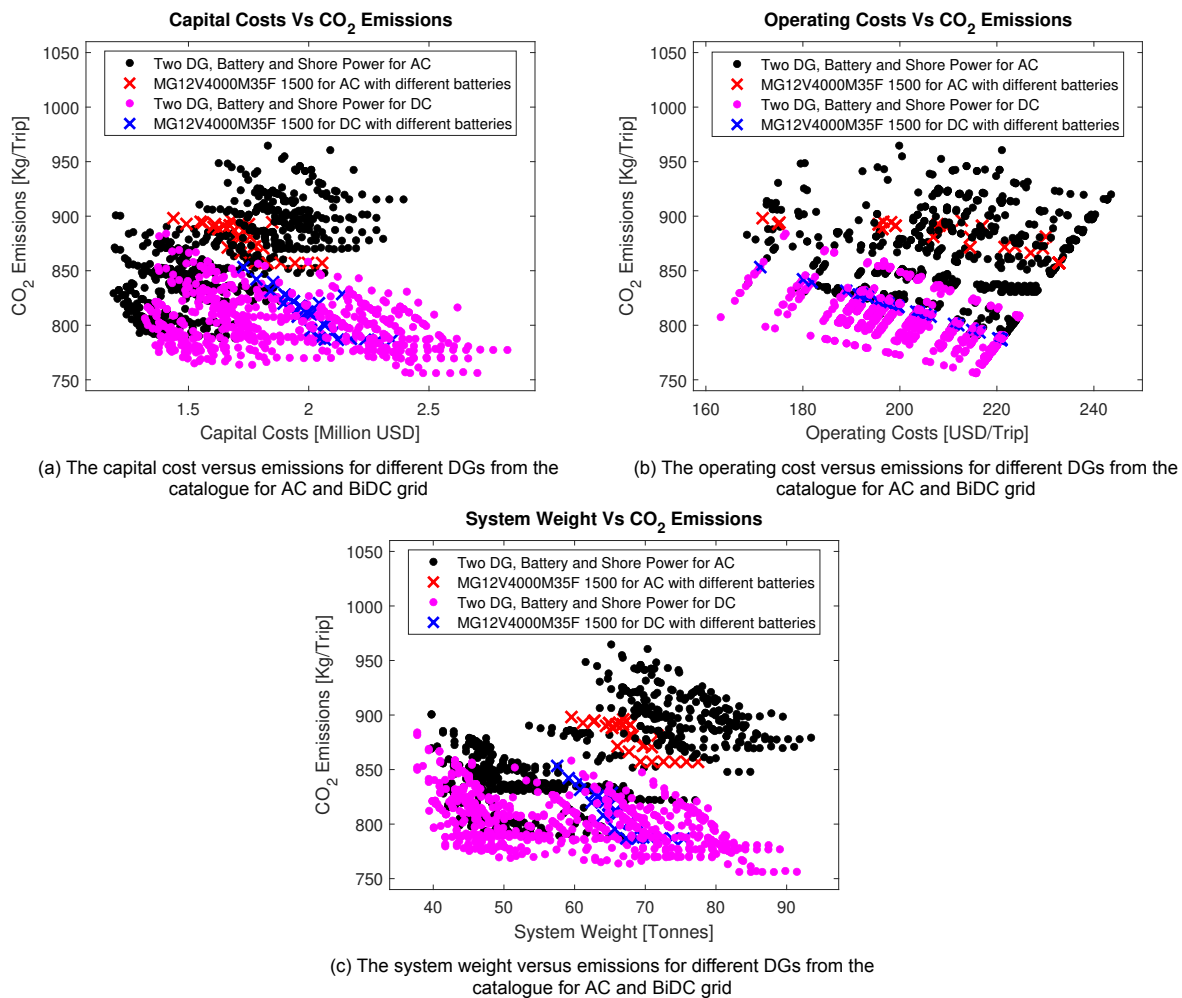 Capital Costs Vs CO2 Emissions
1050
1000
950
900
850
800
750
CO2 Emissions [Kg/Trip]
Two DG, Battery and Shore Power for AC
MG12V4000M35F 1500 for AC with different batteries
Two DG, Battery and Shore Power for DC
MG12V4000M35F 1500 for DC with different batteries
1.5 2 2.5
Capital Costs [Million USD]
(a) The capital cost versus emissions for different DGs from the
catalogue for AC and BiDC grid
Operating Costs Vs CO2 Emissions
1050
1000
950
900
850
800
750
CO2 Emissions [Kg/Trip]
Two DG, Battery and Shore Power for AC
MG12V4000M35F 1500 for AC with different batteries
Two DG, Battery and Shore Power for DC
MG12V4000M35F 1500 for DC with different batteries
160 180 200 220 240
Operating Costs [USD/Trip]
(b) The operating cost versus emissions for different DGs from the
catalogue for AC and BiDC grid
System Weight Vs CO2 Emissions
1050
1000
950
900
850
800
750
CO2 Emissions [Kg/Trip]
Two DG, Battery and Shore Power for AC
MG12V4000M35F 1500 for AC with different batteries
Two DG, Battery and Shore Power for DC
MG12V4000M35F 1500 for DC with different batteries
40 50 60 70 80 90
System Weight [Tonnes]
(c) The system weight versus emissions for different DGs from the
catalogue for AC and BiDC grid